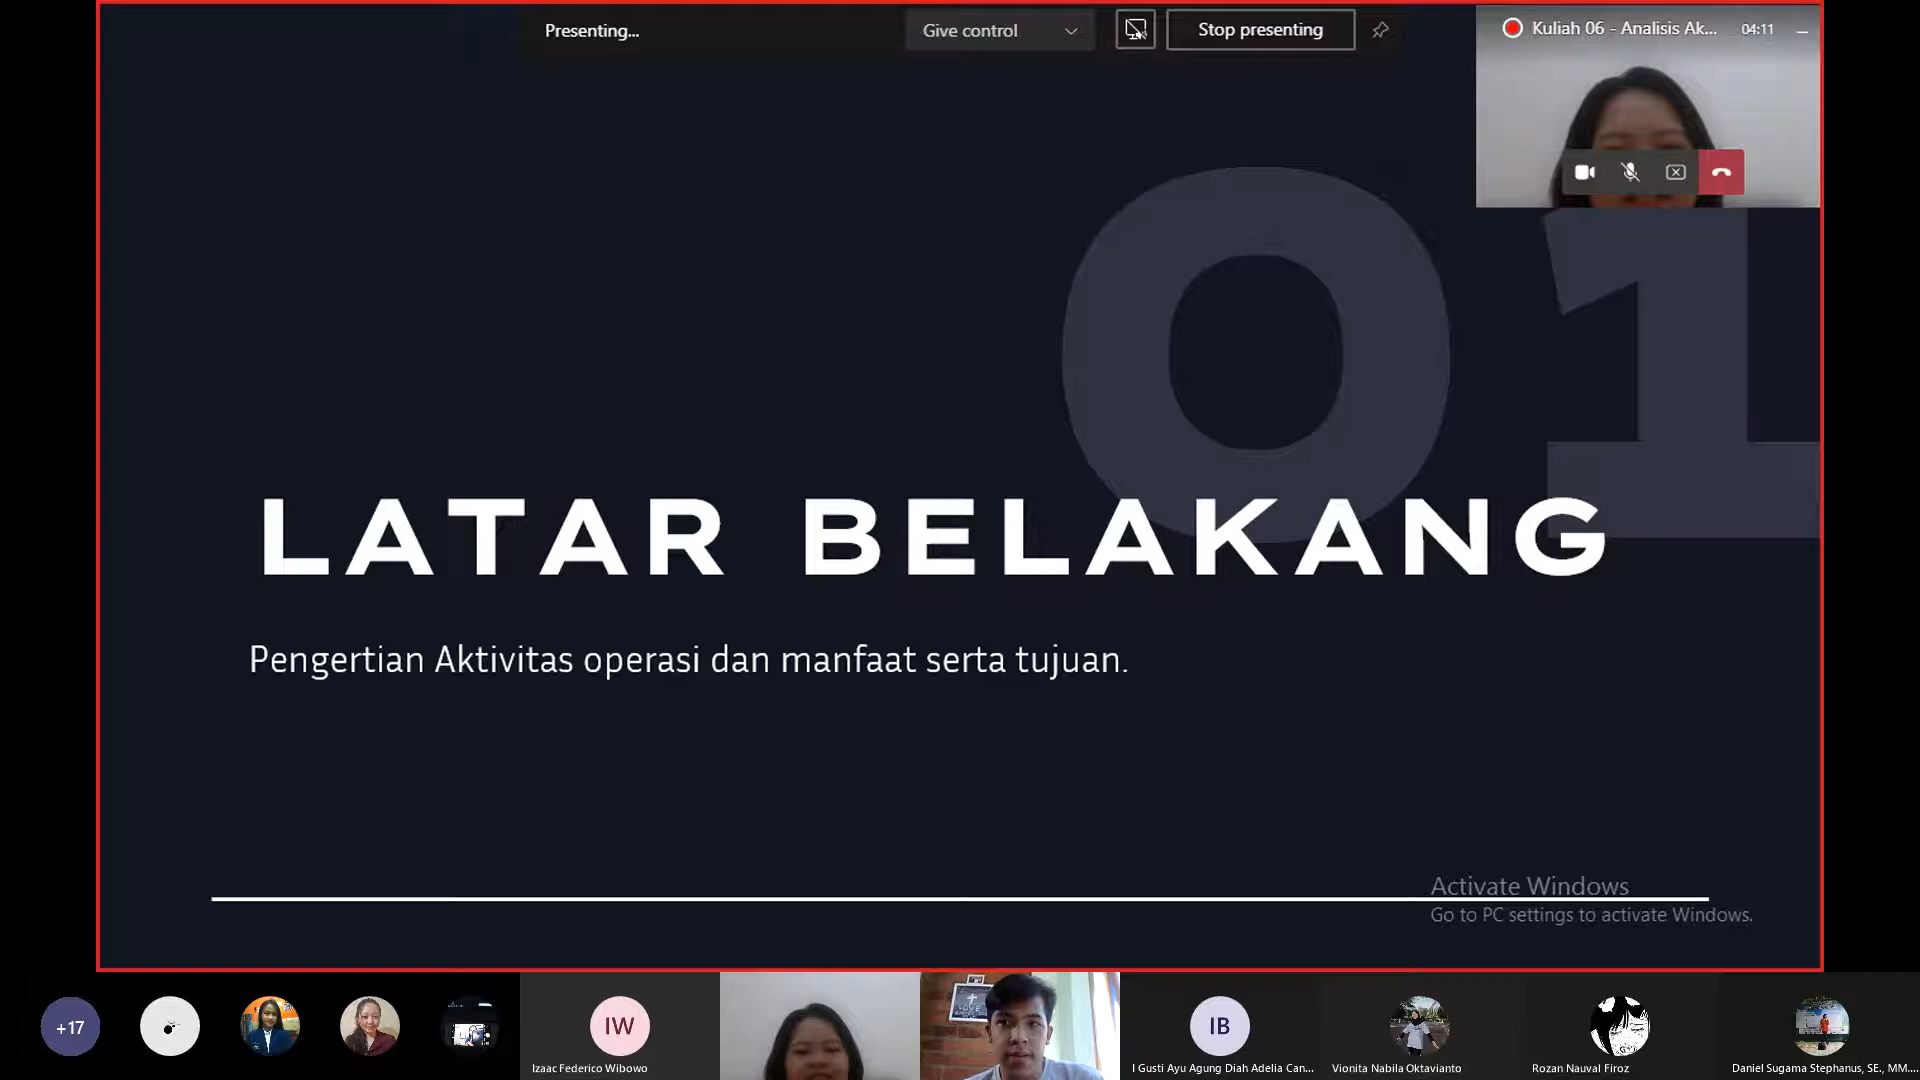 Presenting...
Give control
Stop presenting
Kuliah 06 - Analisis Ak...
04:11
01
LATAR BELAKANG
Pengertian Aktivitas operasi dan manfaat serta tujuan.
Activate Windows
Go to PC settings to activate Windows.
+17
IW
IB
Izaac Federico Wibowo
I Gusti Ayu Agung Diah Adelia Can...
Vionita Nabila Oktavianto
Rozan Nauval Firoz
Daniel Sugama Stephanus, SE., MM....